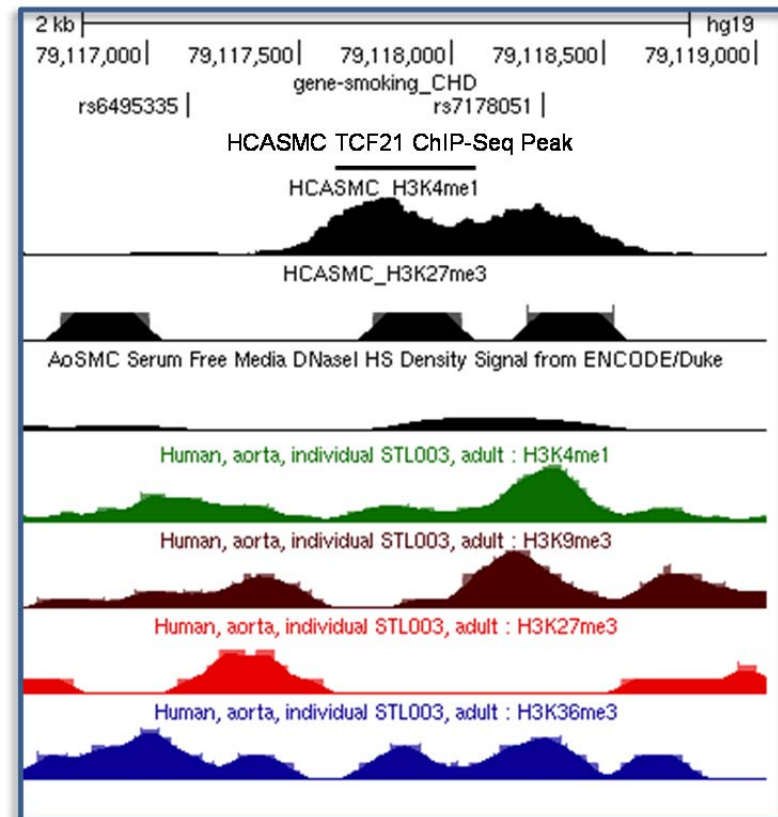 2 kb hg19
79,117,000| 79,117,500| 79,118,000| 79,118,500| 79,119,000|
gene-smoking_CHD
rs6495335 rs7178051
HCASMC TCF21 ChIP-Seq Peak
HCASMC_H3K4me1
HCASMC_H3K27me3
AoSMC Serum Free Media DNaseI HS Density Signal from ENCODE/Duke
Human, aorta, individual STL003, adult : H3K4me1
Human, aorta, individual STL003, adult : H3K9me3
Human, aorta, individual STL003, adult : H3K27me3
Human, aorta, individual STL003, adult : H3K36me3